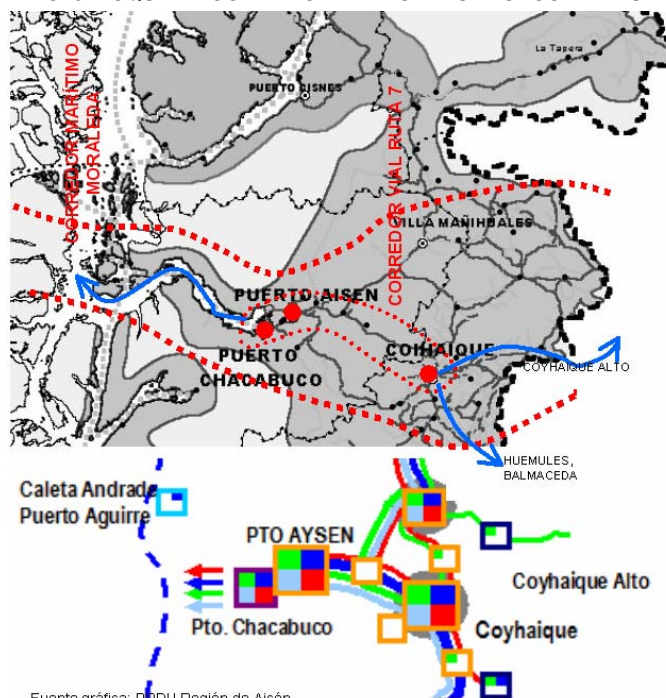 CORREDOR MARÍTIMO
MORALEDA
PUERTO CISNES
La Tapera
CORREDOR VIAL RUTA 7
VILLA MAÑIHUALES
PUERTO AISEN
PUERTO
CHACABUCO
COIHAIQUE
COYHAIQUE ALTO
HUEMULES,
BALMACEDA
Caleta Andrade
Puerto Aguirre
PTO AYSEN
Coyhaique Alto
Pto. Chacabuco
Coyhaique
Fuente gráfica: PRDU Región de Aisén